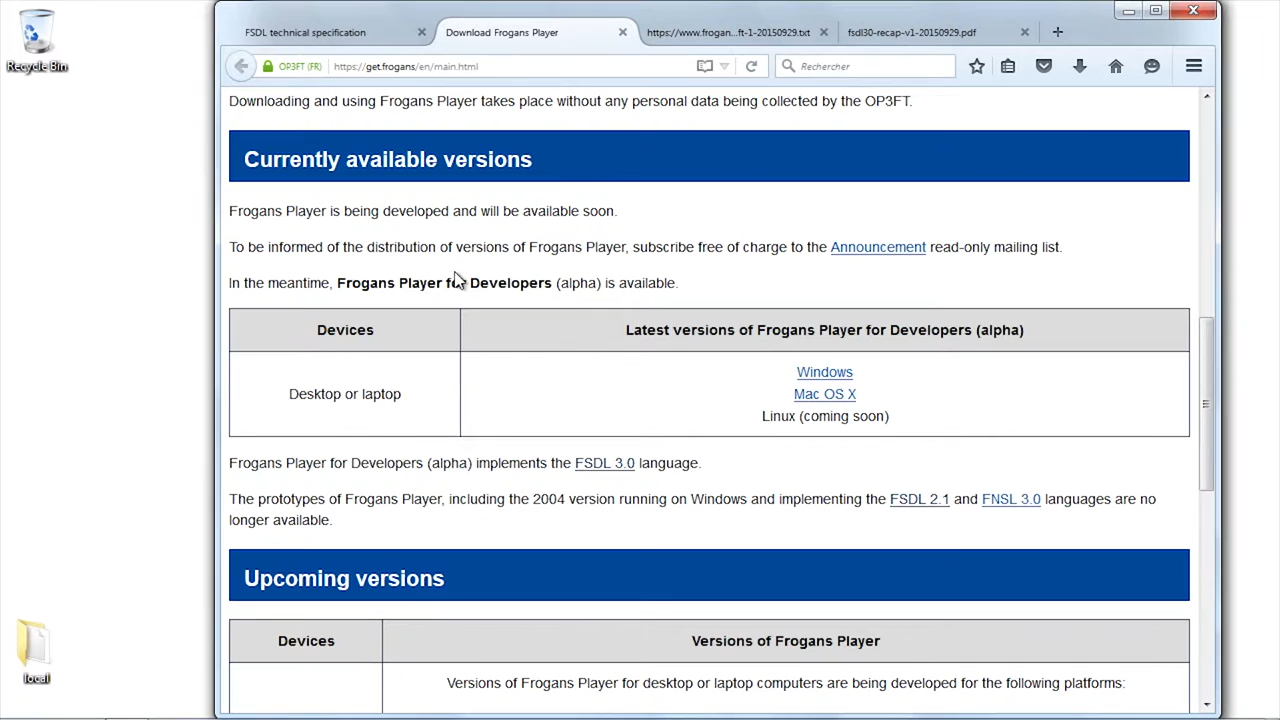 Recycle Bin
local
FSDL technical specification
Download Frogans Player
https://www.frogan...ft-1-20150929.txt
fsdl30-recap-v1-20150929.pdf
OP3FT (FR)
https://get.frogans/en/main.html
Rechercher
Downloading and using Frogans Player takes place without any personal data being collected by the OP3FT.
Currently available versions
Frogans Player is being developed and will be available soon.
To be informed of the distribution of versions of Frogans Player, subscribe free of charge to the Announcement read-only mailing list.
In the meantime, Frogans Player for Developers (alpha) is available.
Devices
Latest versions of Frogans Player for Developers (alpha)
Desktop or laptop
Windows
Mac OS X
Linux (coming soon)
Frogans Player for Developers (alpha) implements the FSDL 3.0 language.
The prototypes of Frogans Player, including the 2004 version running on Windows and implementing the FSDL 2.1 and FNSL 3.0 languages are no
longer available.
Upcoming versions
Devices
Versions of Frogans Player
Versions of Frogans Player for desktop or laptop computers are being developed for the following platforms: